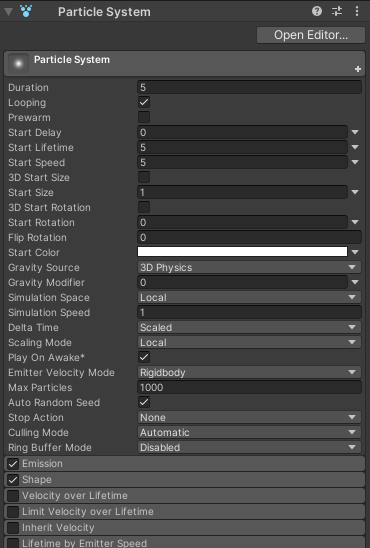 Particle System
Open Editor...
Particle System
Duration 5
Looping
Prewarm
Start Delay 0
Start Lifetime 5
Start Speed 5
3D Start Size
Start Size 1
3D Start Rotation
Start Rotation 0
Flip Rotation 0
Start Color
Gravity Source 3D Physics
Gravity Modifier 0
Simulation Space Local
Simulation Speed 1
Delta Time Scaled
Scaling Mode Local
Play On Awake*
Emitter Velocity Mode Rigidbody
Max Particles 1000
Auto Random Seed
Stop Action None
Culling Mode Automatic
Ring Buffer Mode Disabled
Emission
Shape
Velocity over Lifetime
Limit Velocity over Lifetime
Inherit Velocity
Lifetime by Emitter Speed